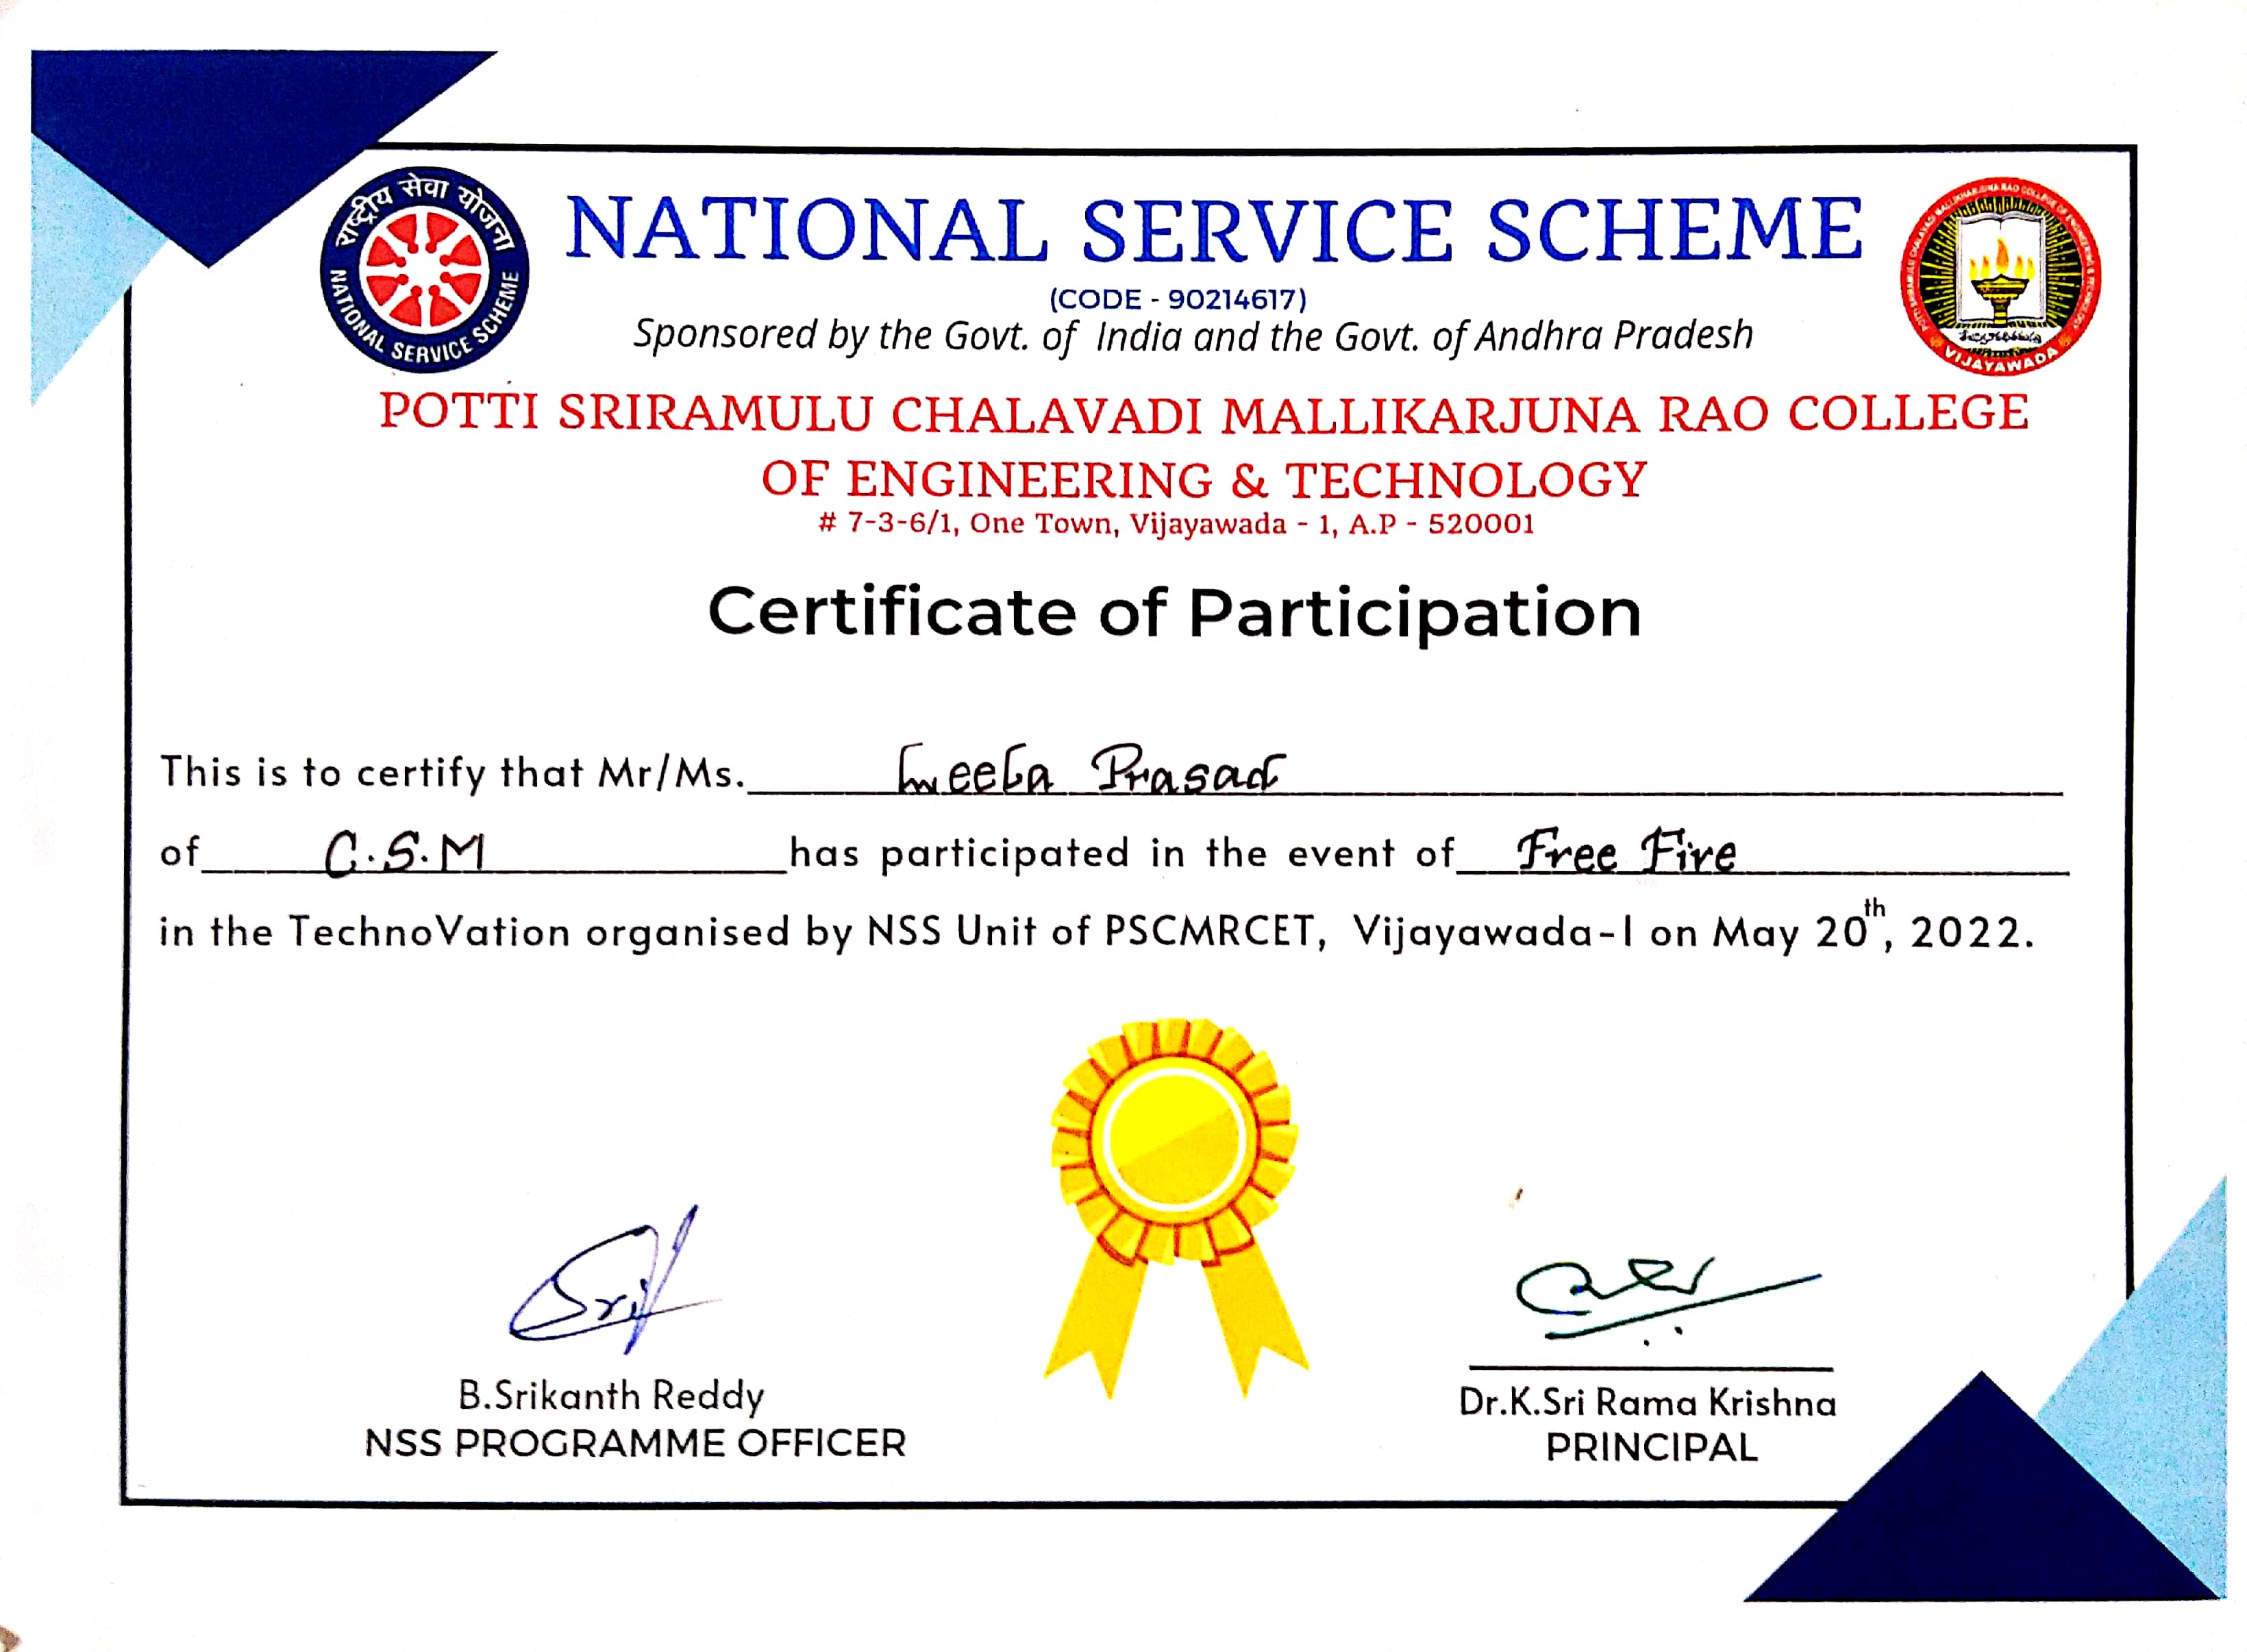 राष्ट्रीय सेवा योजना
NATIONAL SERVICE SCHEME
NATIONAL SERVICE SCHEME
(CODE - 90214617)
Sponsored by the Govt. of India and the Govt. of Andhra Pradesh
VIJAYAWADA
POTTI SRIRAMULU CHALAVADI MALLIKARJUNA RAO COLLEGE
OF ENGINEERING & TECHNOLOGY
# 7-3-6/1, One Town, Vijayawada - 1, A.P - 520001
Certificate of Participation
This is to certify that Mr/Ms. Prasad
of C.S.M has participated in the event of Free Fire
in the TechnoVation organised by NSS Unit of PSCMRCET, Vijayawada-1 on May 20th, 2022.
B.Srikanth Reddy
NSS PROGRAMME OFFICER
Dr.K.Sri Rama Krishna
PRINCIPAL